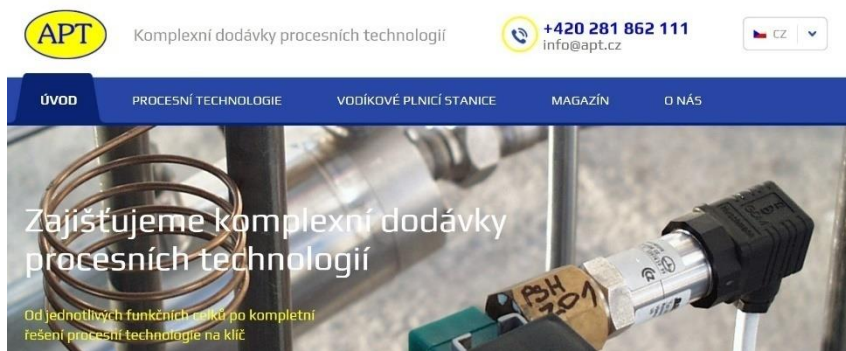 APT
Komplexní dodávky procesních technologií
+420 281 862 111
info@apt.cz
CZ
ÚVOD
PROCESNÍ TECHNOLOGIE
VODÍKOVÉ PLNICÍ STANICE
MAGAZÍN
O NÁS
Zajišťujeme komplexní dodávky
procesních technologií
Od jednotlivých funkčních celků po kompletní
řešení procesní technologie na klíč
PSH
201